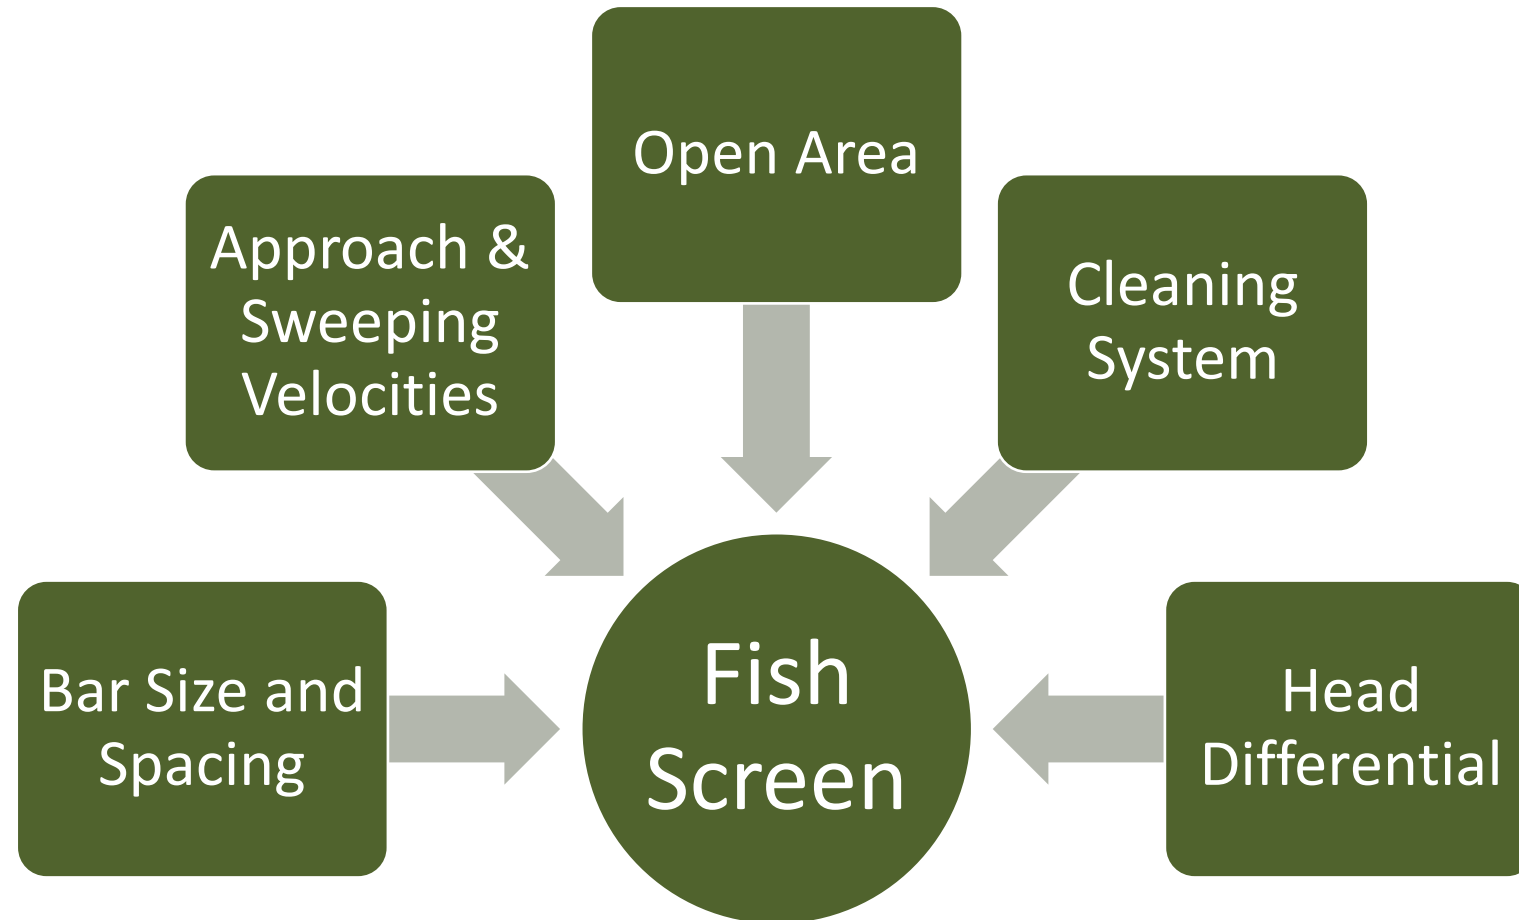 Open Area
Approach &
Sweeping
Velocities
Cleaning
System
Bar Size and
Spacing
Fish
Screen
Head
Differential